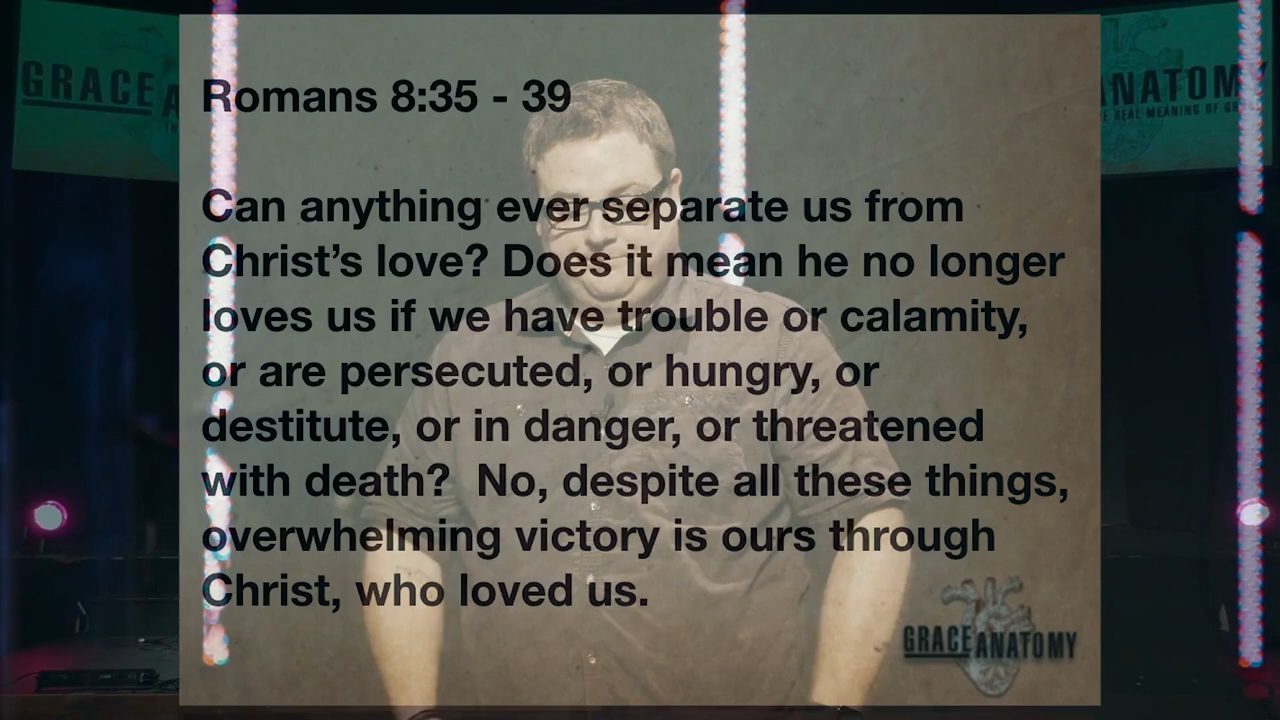 GRACE A
Romans 8:35 - 39
ANATOMY
E REAL MEANING OF
Can anything ever separate us from
Christ’s love? Does it mean he no longer
loves us if we have trouble or calamity,
or are persecuted, or hungry, or
destitute, or in danger, or threatened
with death?  No, despite all these things,
overwhelming victory is ours through
Christ, who loved us.
GRACE ANATOMY